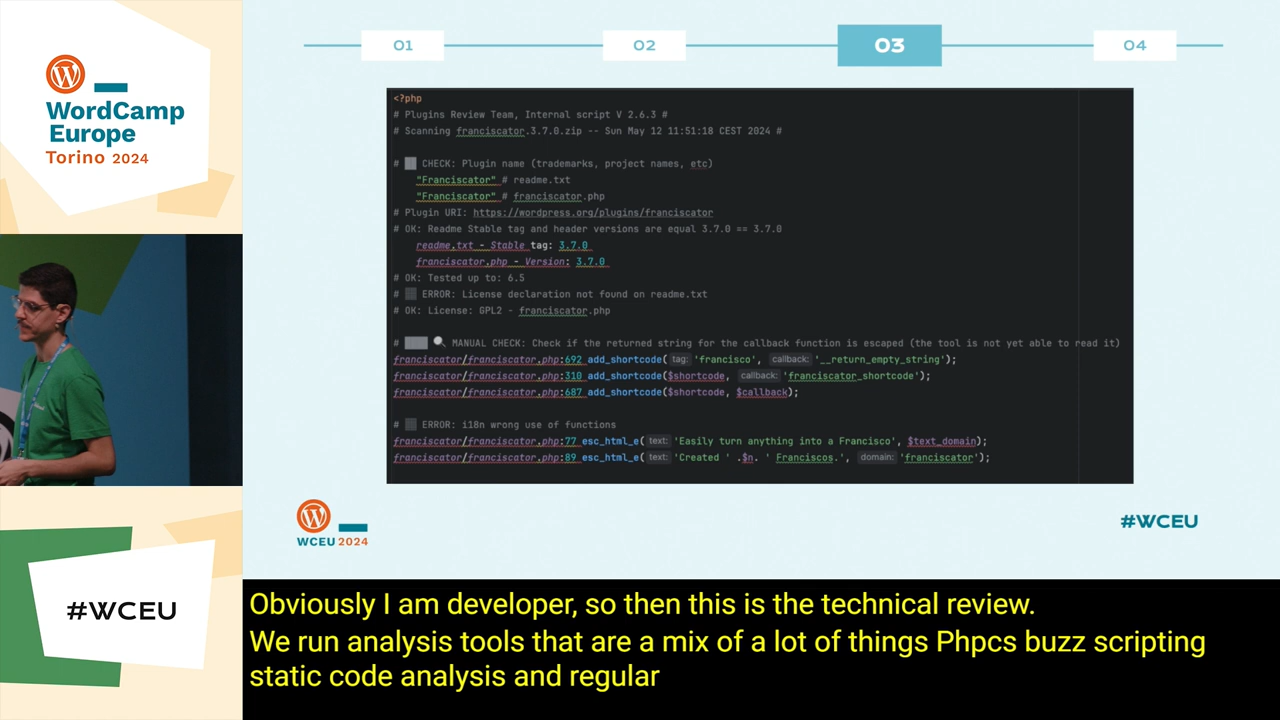 WordCamp
Europe
Torino 2024
01
02
03
04
<?php
# Plugins Review Team, Internal script V 2.6.3 #
# Scanning franciscator.3.7.0.zip -- Sun May 12 11:51:18 CEST 2024 #
# CHECK: Plugin name (trademarks, project names, etc)
"Franciscator" # readme.txt
"Franciscator" # franciscator.php
# Plugin URI: https://wordpress.org/plugins/franciscator
# OK: Readme Stable tag and header versions are equal 3.7.0 == 3.7.0
readme.txt - Stable tag: 3.7.0
franciscator.php - Version: 3.7.0
# OK: Tested up to: 6.5
# ERROR: License declaration not found on readme.txt
# OK: License: GPL2 - franciscator.php
# MANUAL CHECK: Check if the returned string for the callback function is escaped (the tool is not yet able to read it)
franciscator/franciscator.php:692 add_shortcode( tag: 'francisco', callback: '__return_empty_string');
franciscator/franciscator.php:310 add_shortcode($shortcode, callback: 'franciscator_shortcode');
franciscator/franciscator.php:687 add_shortcode($shortcode, $callback);
# ERROR: i18n wrong use of functions
franciscator/franciscator.php:77 esc_html_e( text: 'Easily turn anything into a Francisco', $text_domain);
franciscator/franciscator.php:89 esc_html_e( text: 'Created ' .$n. ' Franciscos.', domain: 'franciscator');
WCEU 2024
#WCEU
#WCEU
Obviously I am developer, so then this is the technical review.
We run analysis tools that are a mix of a lot of things Phpcs buzz scripting
static code analysis and regular